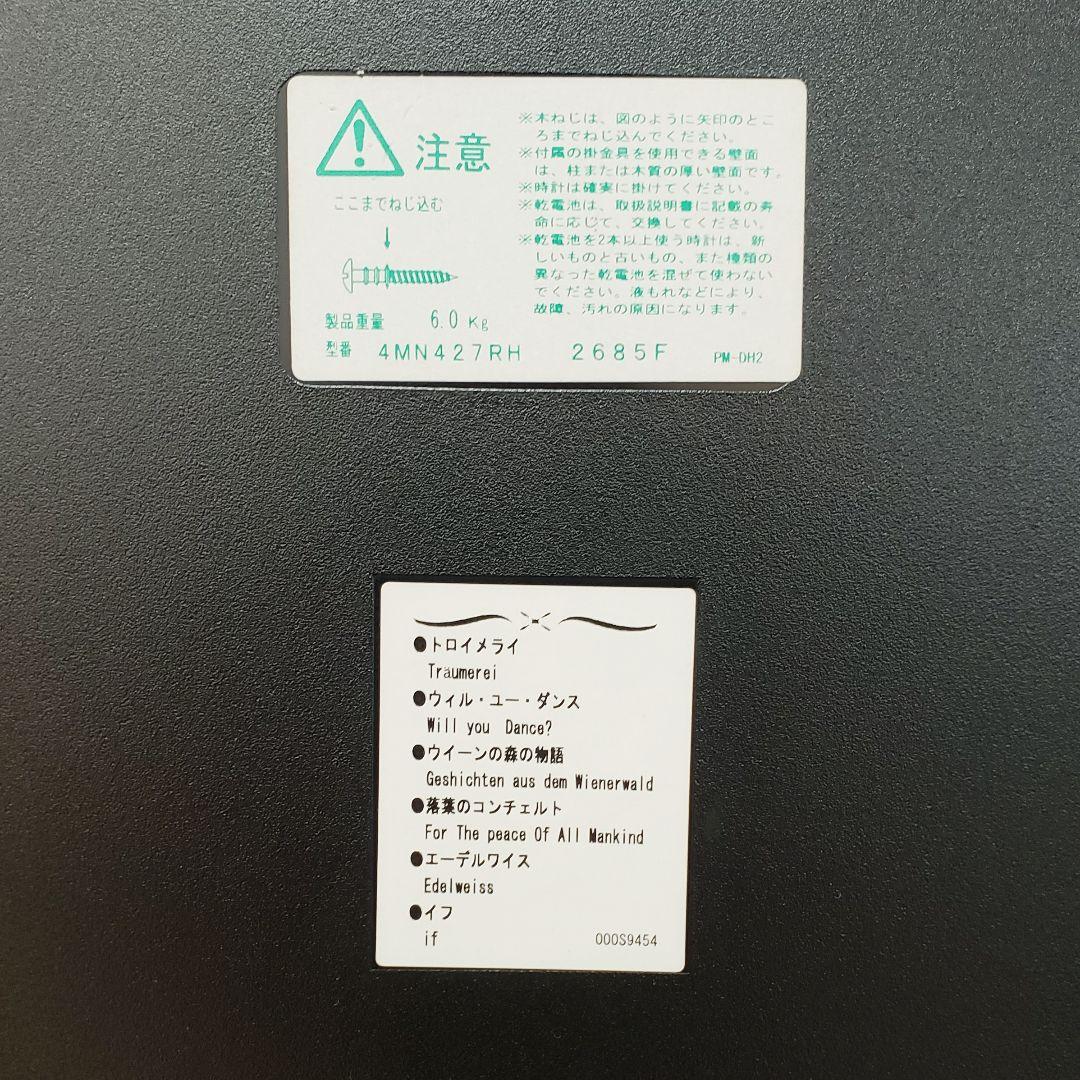 注意
ここまでねじ込む
※木ねじは、図のように矢印のとこ
ろまでねじ込んでください。
※付属の掛金具を使用できる壁面
は、柱または木質の厚い壁面です。
※時計は確実に掛けてください。
※乾電池は、取扱説明書に記載の寿
命に応じて、交換してください。
※乾電池を2本以上使う時計は、新
しいものと古いもの、また種類の
異なった乾電池を混ぜて使わない
でください。液もれなどにより、
故障、汚れの原因になります。
製品重量 6.0 Kg
型番 4MN427RH 2685F PM-DH2
●トロイメライ
Träumerei
●ウィル・ユー・ダンス
Will you Dance?
●ウイーンの森の物語
Geshichten aus dem Wienerwald
●落葉のコンチェルト
For The peace Of All Mankind
●エーデルワイス
Edelweiss
●イフ
if 000S9454